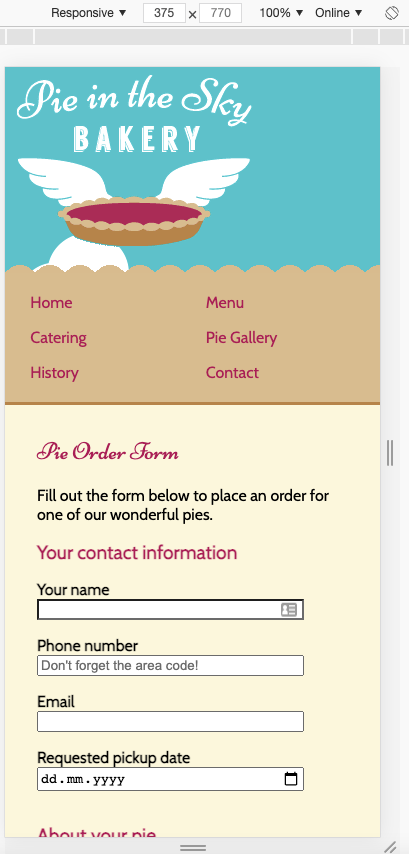 Responsive ▼ 375 × 770 100% ▼ Online ▼
Pie in the Sky
BAKERY
Home Menu
Catering Pie Gallery
History Contact
Pie Order Form
Fill out the form below to place an order for
one of our wonderful pies.
Your contact information
Your name
Phone number
Don't forget the area code!
Email
Requested pickup date
dd.mm.yyyy
About your pie